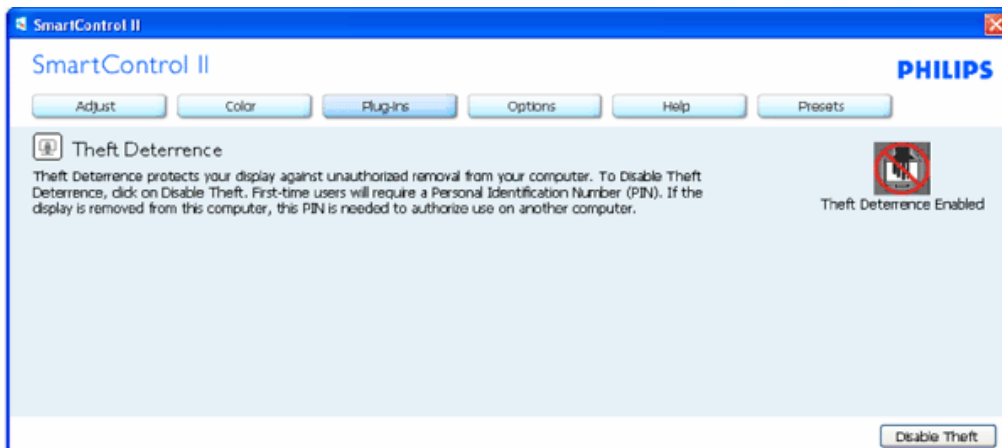 SmartControl II
SmartControl II
PHILIPS
Adjust Color Plug-Ins Options Help Presets
Theft Deterrence
Theft Deterrence protects your display against unauthorized removal from your computer. To Disable Theft
Deterrence, click on Disable Theft. First-time users will require a Personal Identification Number (PIN). If the
display is removed from this computer, this PIN is needed to authorize use on another computer.
Theft Deterrence Enabled
Disable Theft